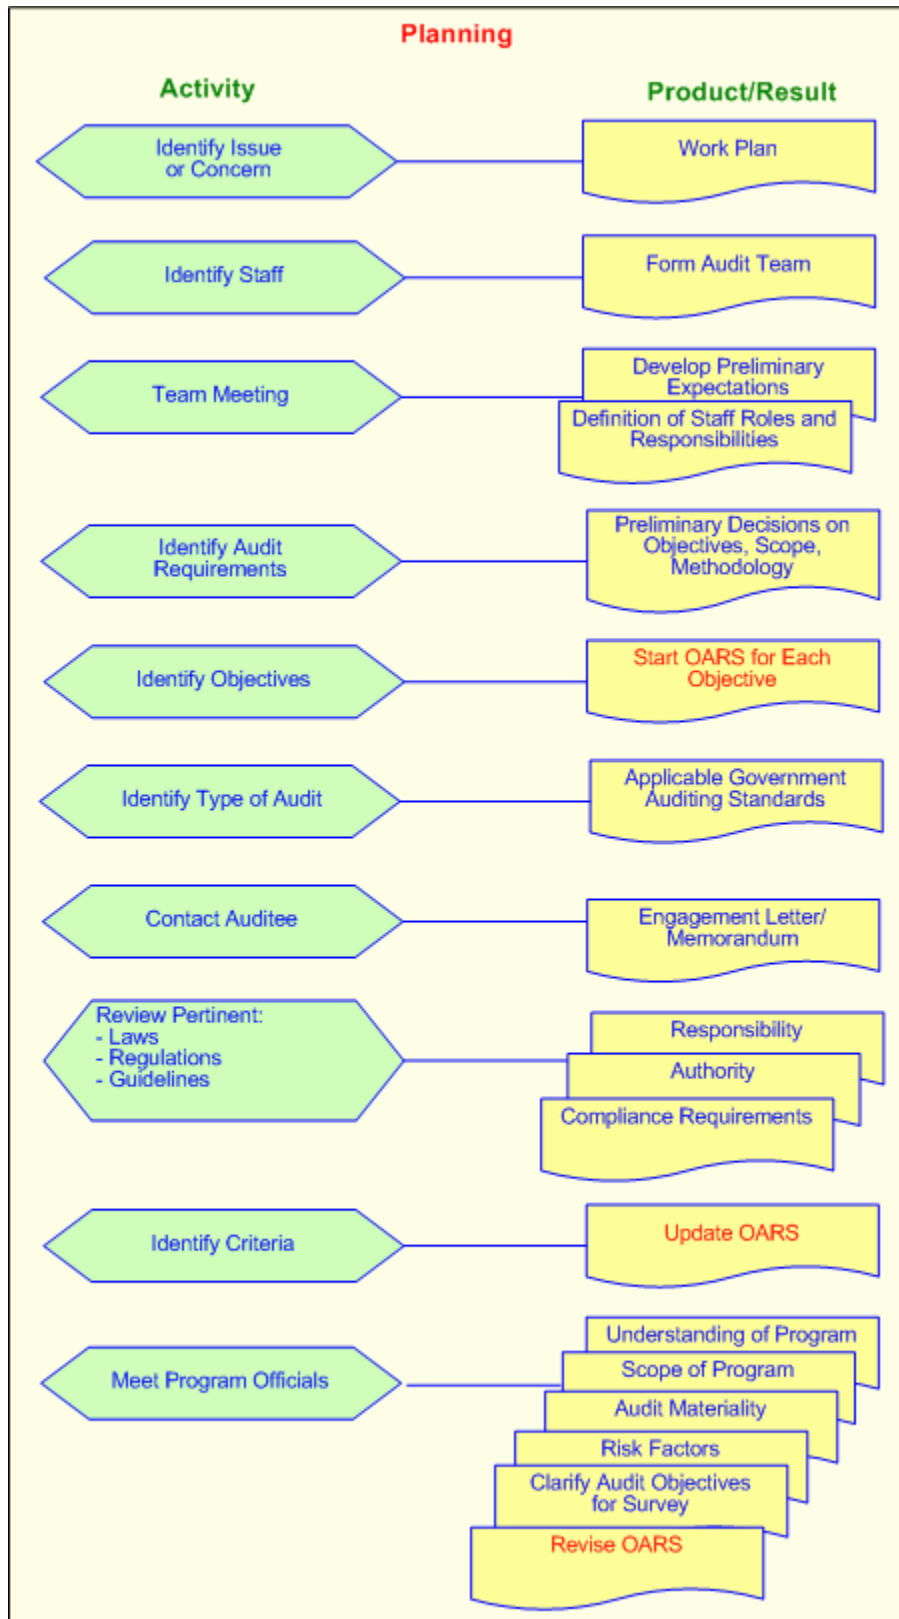 Planning
Activity
Product/Result
Identify Issue
or Concern
Work Plan
Identify Staff
Form Audit Team
Team Meeting
Develop Preliminary
Expectations
Definition of Staff Roles and
Responsibilities
Identify Audit
Requirements
Preliminary Decisions on
Objectives, Scope,
Methodology
Identify Objectives
Start OARS for Each
Objective
Identify Type of Audit
Applicable Government
Auditing Standards
Contact Auditee
Engagement Letter/
Memorandum
Review Pertinent:
- Laws
- Regulations
- Guidelines
Responsibility
Authority
Compliance Requirements
Identify Criteria
Update OARS
Meet Program Officials
Understanding of Program
Scope of Program
Audit Materiality
Risk Factors
Clarify Audit Objectives
for Survey
Revise OARS